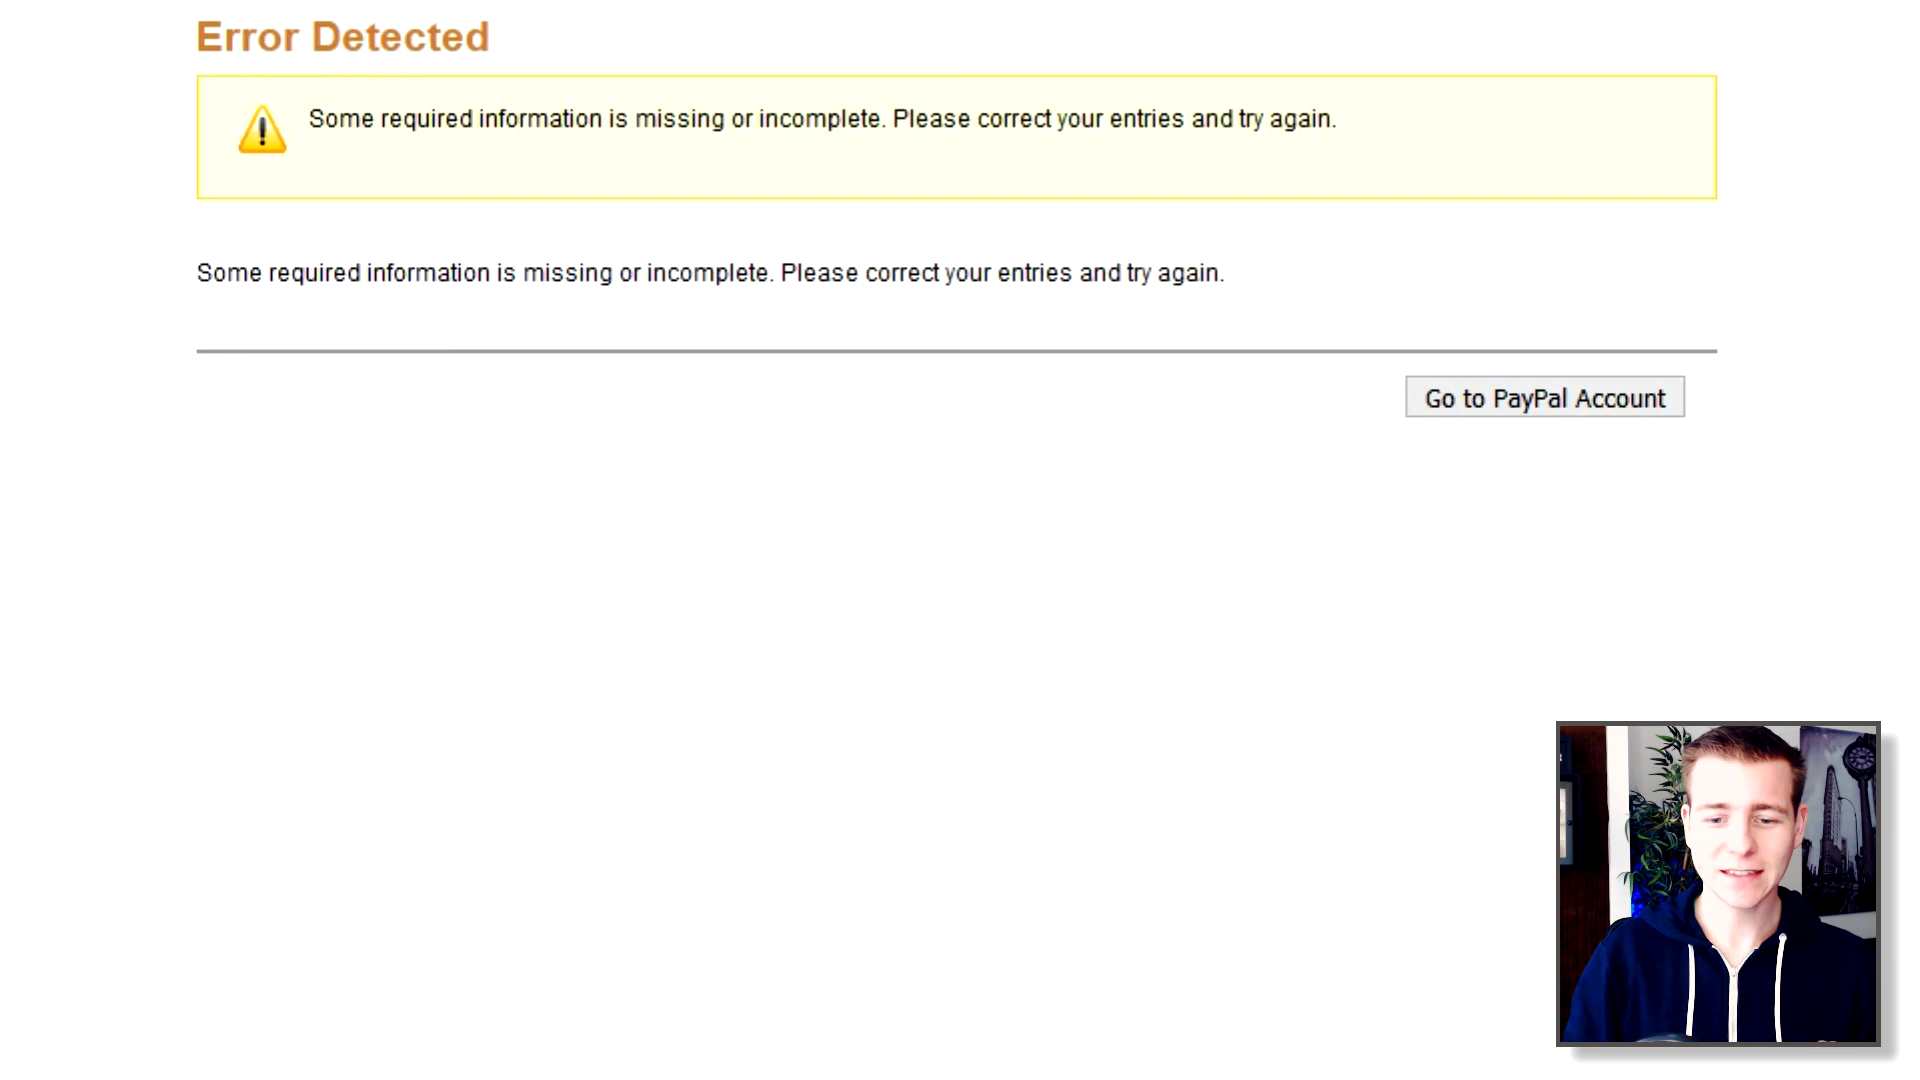 Error Detected
Some required information is missing or incomplete. Please correct your entries and try again.
Some required information is missing or incomplete. Please correct your entries and try again.
Go to PayPal Account